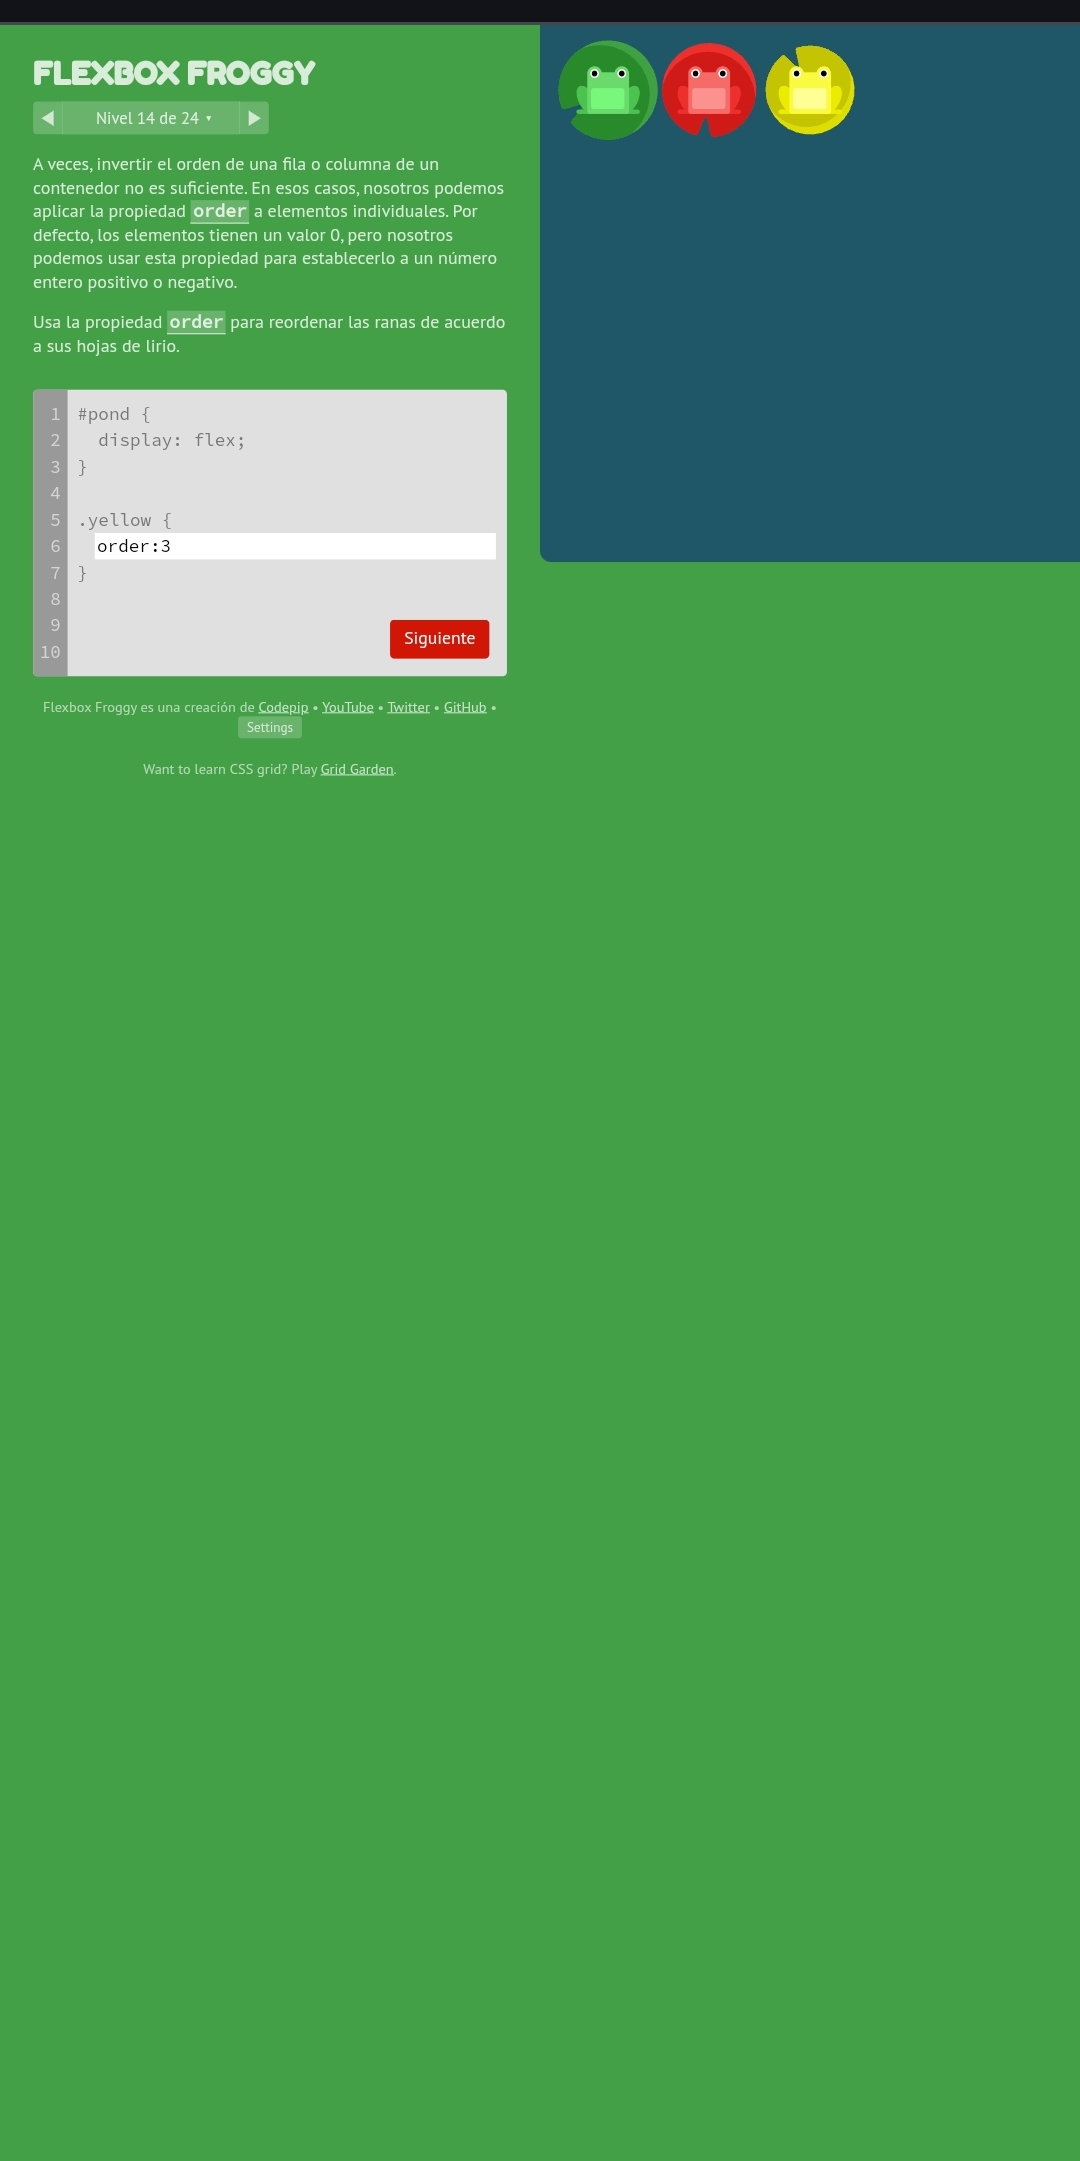 FLEXBOX FROGGY
Nivel 14 de 24 ▾
A veces, invertir el orden de una fila o columna de un
contenedor no es suficiente. En esos casos, nosotros podemos
aplicar la propiedad order a elementos individuales. Por
defecto, los elementos tienen un valor 0, pero nosotros
podemos usar esta propiedad para establecerlo a un número
entero positivo o negativo.
Usa la propiedad order para reordenar las ranas de acuerdo
a sus hojas de lirio.
1 #pond {
2   display: flex;
3 }
4
5 .yellow {
6   order:3
7 }
8
9
10
Siguiente
Flexbox Froggy es una creación de Codepip • YouTube • Twitter • GitHub •
Settings
Want to learn CSS grid? Play Grid Garden.